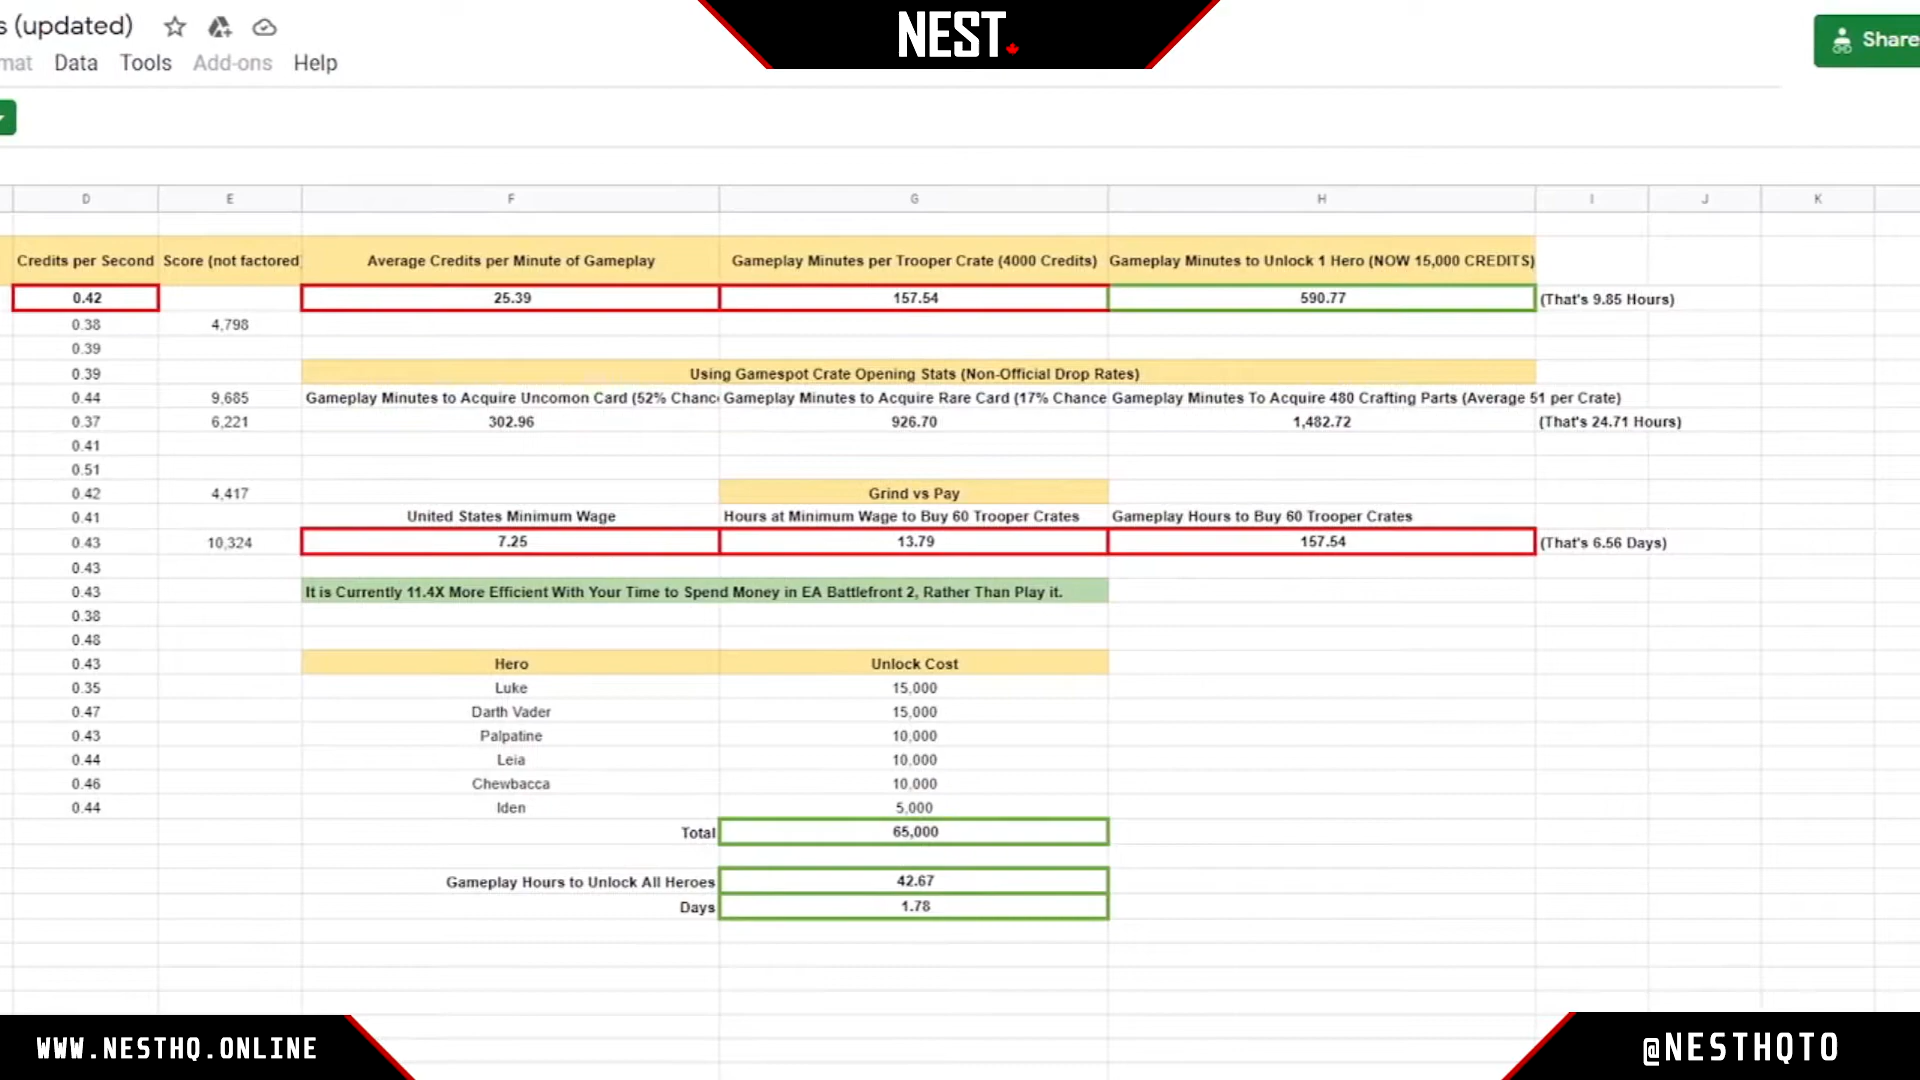 s (updated)
NEST.
Share
mat Data Tools Add-ons Help
D E F G H I J K
Credits per Second Score (not factored) Average Credits per Minute of Gameplay Gameplay Minutes per Trooper Crate (4000 Credits) Gameplay Minutes to Unlock 1 Hero (NOW 15,000 CREDITS)
0.42 25.39 157.54 590.77 (That's 9.85 Hours)
0.38 4,798
0.39
0.39 Using Gamespot Crate Opening Stats (Non-Official Drop Rates)
0.44 9,685 Gameplay Minutes to Acquire Uncomon Card (52% Chanc Gameplay Minutes to Acquire Rare Card (17% Chance Gameplay Minutes To Acquire 480 Crafting Parts (Average 51 per Crate)
0.37 6,221 302.96 926.70 1,482.72 (That's 24.71 Hours)
0.41
0.51
0.42 4,417 Grind vs Pay
0.41 United States Minimum Wage Hours at Minimum Wage to Buy 60 Trooper Crates Gameplay Hours to Buy 60 Trooper Crates
0.43 10,324 7.25 13.79 157.54 (That's 6.56 Days)
0.43
0.43 It is Currently 11.4X More Efficient With Your Time to Spend Money in EA Battlefront 2, Rather Than Play it.
0.38
0.48
0.43 Hero Unlock Cost
0.35 Luke 15,000
0.47 Darth Vader 15,000
0.43 Palpatine 10,000
0.44 Leia 10,000
0.46 Chewbacca 10,000
0.44 Iden 5,000
Total 65,000
Gameplay Hours to Unlock All Heroes 42.67
Days 1.78
WWW.NESTHQ.ONLINE
@NESTHQTO